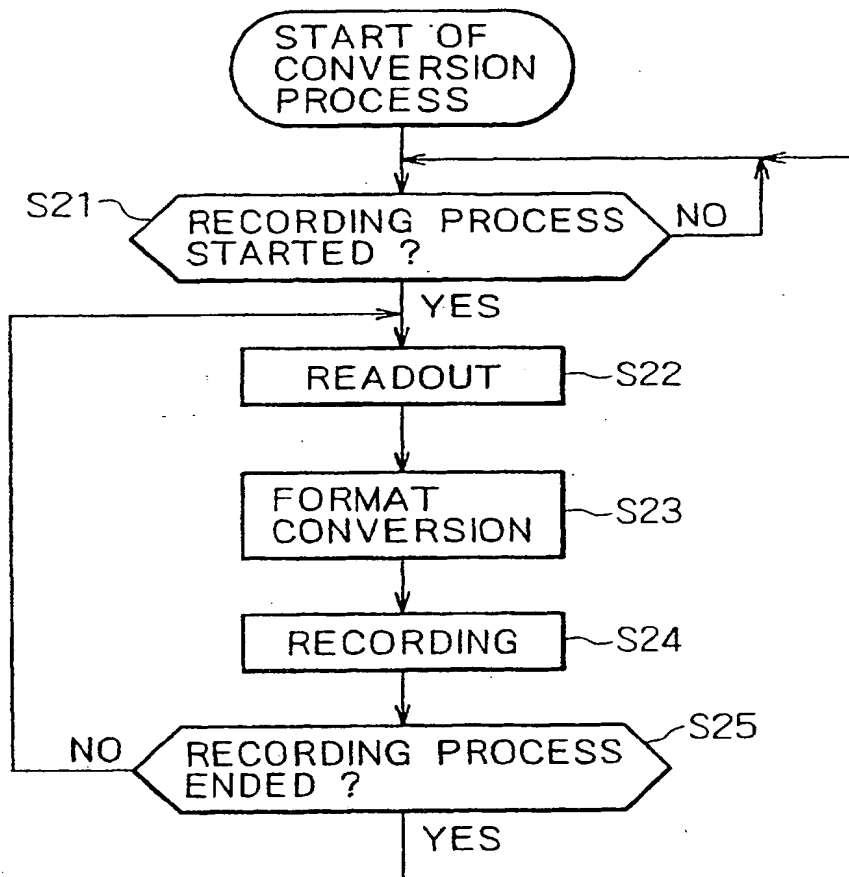 START OF
CONVERSION
PROCESS
S21
RECORDING PROCESS
STARTED ?
NO
YES
READOUT
S22
FORMAT
CONVERSION
S23
RECORDING
S24
S25
NO
RECORDING PROCESS
ENDED ?
YES